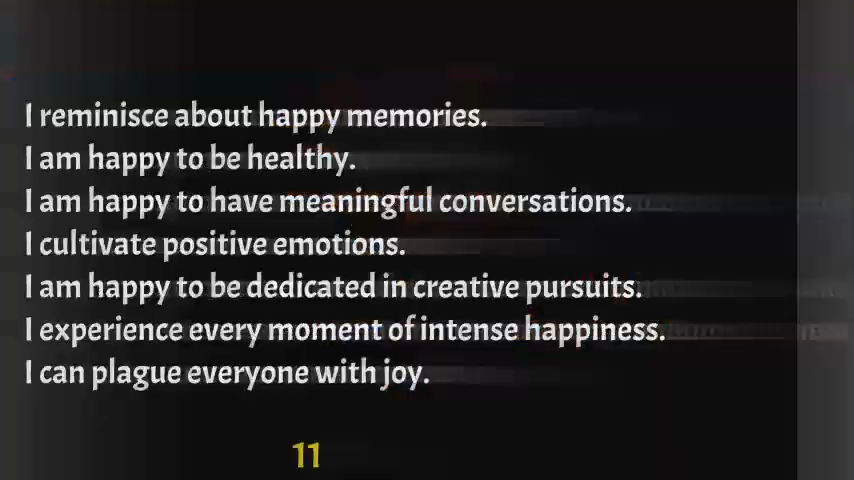 I reminisce about happy memories.
I am happy to be healthy.
I am happy to have meaningful conversations.
I cultivate positive emotions.
I am happy to be dedicated in creative pursuits.
I experience every moment of intense happiness.
I can plague everyone with joy.
11